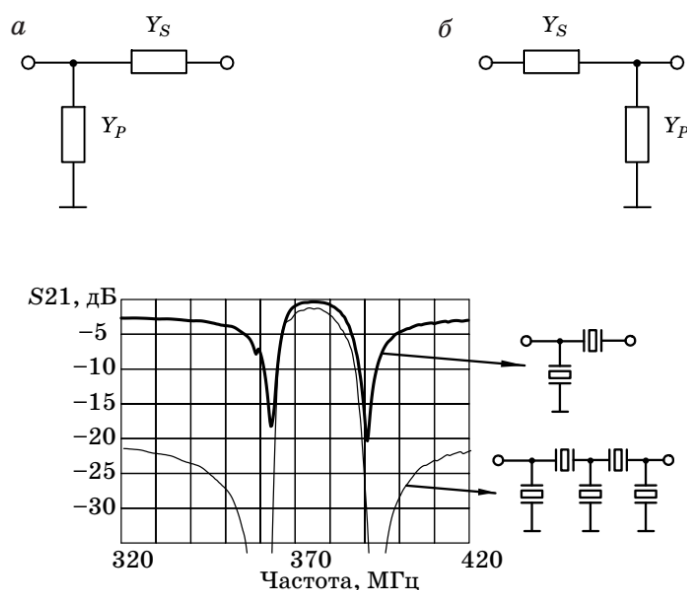 а
Y_S
Y_P
б
Y_S
Y_P
S21, дБ
−5
−10
−15
−20
−25
−30
320
370
420
Частота, МГц